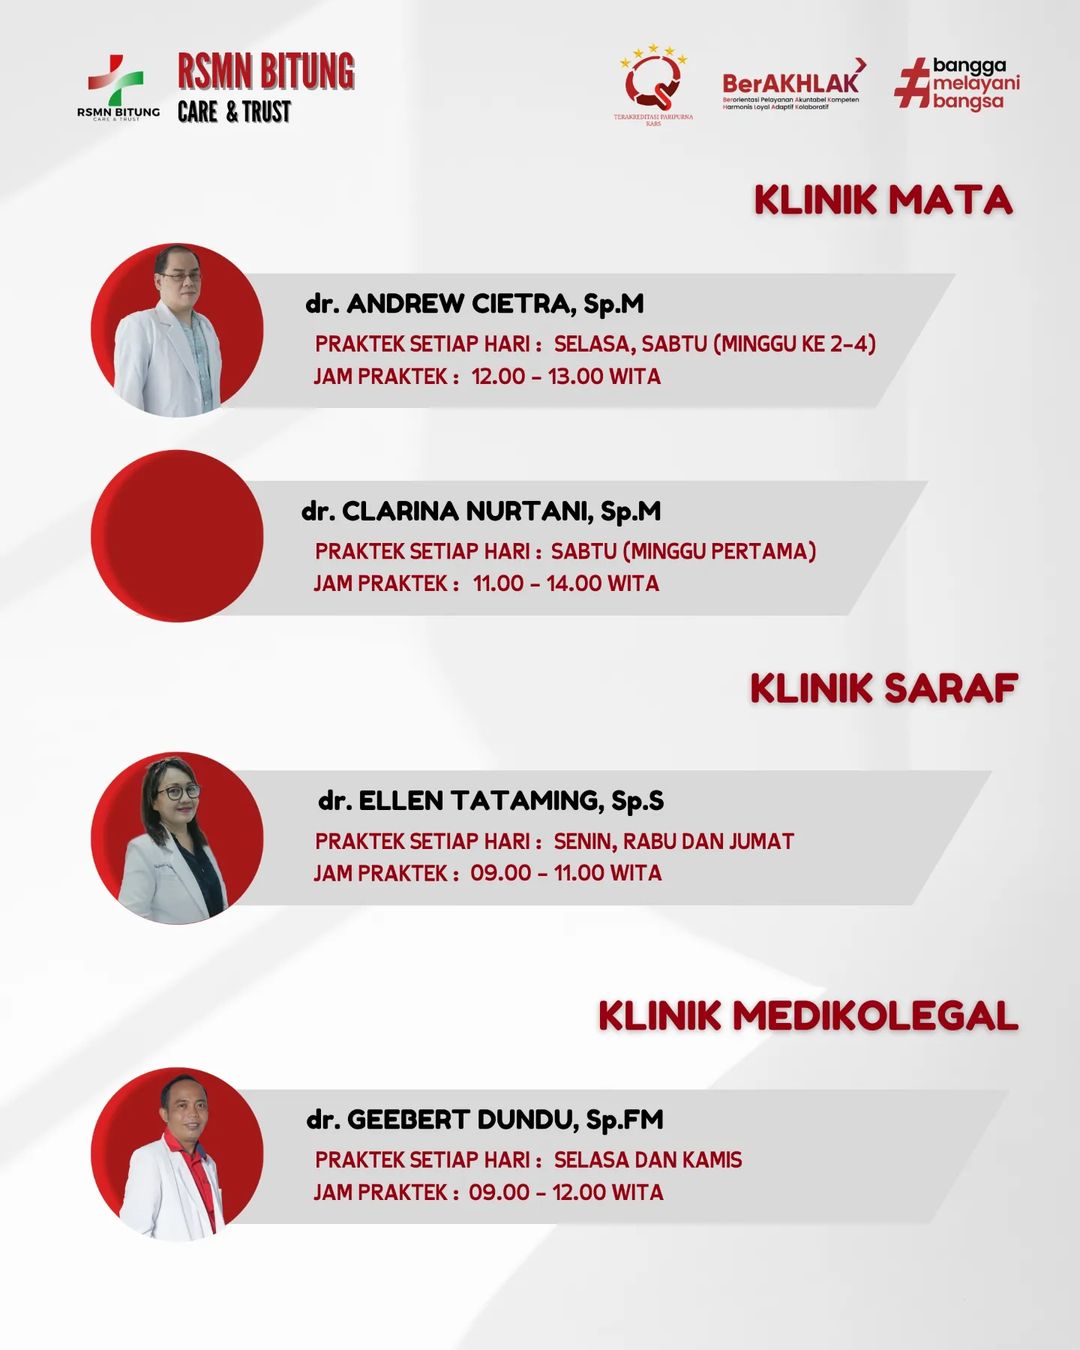 RSMN BITUNG
CARE & TRUST
RSMN BITUNG
CARE & TRUST
TERAKREDITASI PARIPURNA
KARS
BerAKHLAK
Berorientasi Pelayanan Akuntabel Kompeten
Harmonis Loyal Adaptif Kolaboratif
#bangga
melayani
bangsa
KLINIK MATA
dr. ANDREW CIETRA, Sp.M
PRAKTEK SETIAP HARI : SELASA, SABTU (MINGGU KE 2-4)
JAM PRAKTEK : 12.00 - 13.00 WITA
dr. CLARINA NURTANI, Sp.M
PRAKTEK SETIAP HARI : SABTU (MINGGU PERTAMA)
JAM PRAKTEK : 11.00 - 14.00 WITA
KLINIK SARAF
dr. ELLEN TATAMING, Sp.S
PRAKTEK SETIAP HARI : SENIN, RABU DAN JUMAT
JAM PRAKTEK : 09.00 - 11.00 WITA
KLINIK MEDIKOLEGAL
dr. GEEBERT DUNDU, Sp.FM
PRAKTEK SETIAP HARI : SELASA DAN KAMIS
JAM PRAKTEK : 09.00 - 12.00 WITA